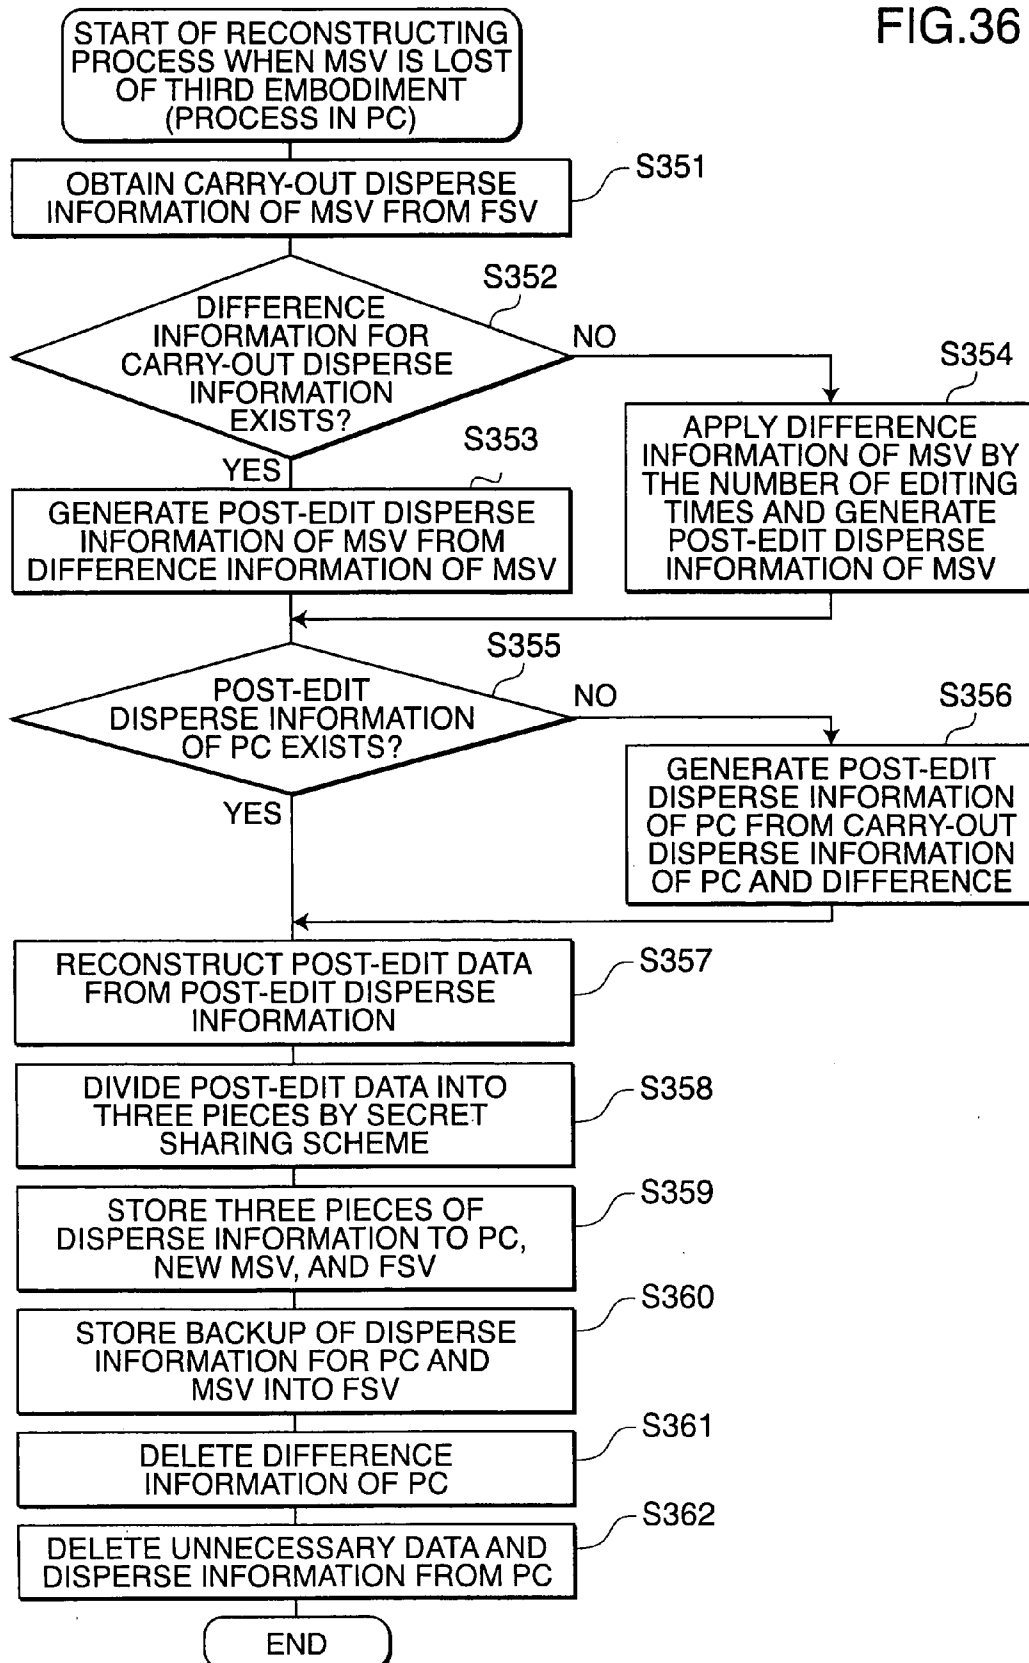 FIG.36
START OF RECONSTRUCTING
PROCESS WHEN MSV IS LOST
OF THIRD EMBODIMENT
(PROCESS IN PC)
S351
OBTAIN CARRY-OUT DISPERSE
INFORMATION OF MSV FROM FSV
S352
DIFFERENCE
INFORMATION FOR
CARRY-OUT DISPERSE
INFORMATION
EXISTS?
NO
YES
S354
APPLY DIFFERENCE
INFORMATION OF MSV BY
THE NUMBER OF EDITING
TIMES AND GENERATE
POST-EDIT DISPERSE
INFORMATION OF MSV
S353
GENERATE POST-EDIT DISPERSE
INFORMATION OF MSV FROM
DIFFERENCE INFORMATION OF MSV
S355
POST-EDIT
DISPERSE INFORMATION
OF PC EXISTS?
NO
YES
S356
GENERATE POST-EDIT
DISPERSE INFORMATION
OF PC FROM CARRY-OUT
DISPERSE INFORMATION
OF PC AND DIFFERENCE
S357
RECONSTRUCT POST-EDIT DATA
FROM POST-EDIT DISPERSE
INFORMATION
S358
DIVIDE POST-EDIT DATA INTO
THREE PIECES BY SECRET
SHARING SCHEME
S359
STORE THREE PIECES OF
DISPERSE INFORMATION TO PC,
NEW MSV, AND FSV
S360
STORE BACKUP OF DISPERSE
INFORMATION FOR PC AND
MSV INTO FSV
S361
DELETE DIFFERENCE
INFORMATION OF PC
S362
DELETE UNNECESSARY DATA AND
DISPERSE INFORMATION FROM PC
END